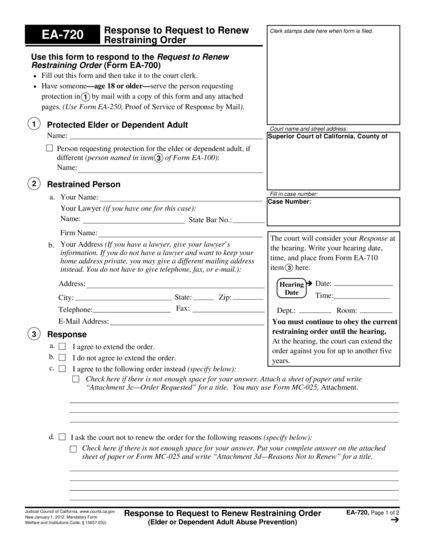 EA-720
Response to Request to Renew
Restraining Order
Clerk stamps date here when form is filed.
Use this form to respond to the Request to Renew
Restraining Order (Form EA-700)
• Fill out this form and then take it to the court clerk.
• Have someone—age 18 or older—serve the person requesting
protection in 1 by mail with a copy of this form and any attached
pages. (Use Form EA-250, Proof of Service of Response by Mail).
1 Protected Elder or Dependent Adult
Name:
Person requesting protection for the elder or dependent adult, if
different (person named in item 3 of Form EA-100):
Name:
Court name and street address:
Superior Court of California, County of
2 Restrained Person
a. Your Name:
Your Lawyer (if you have one for this case):
Name: State Bar No.:
Firm Name:
Fill in case number:
Case Number:
b. Your Address (If you have a lawyer, give your lawyer's
information. If you do not have a lawyer and want to keep your
home address private, you may give a different mailing address
instead. You do not have to give telephone, fax, or e-mail.):
Address:
City: State: Zip:
Telephone: Fax:
E-Mail Address:
The court will consider your Response at
the hearing. Write your hearing date,
time, and place from Form EA-710
item 3 here.
Hearing Date ➔ Date:
Time:
Dept.: Room:
You must continue to obey the current
restraining order until the hearing.
At the hearing, the court can extend the
order against you for up to another five
years.
3 Response
a. I agree to extend the order.
b. I do not agree to extend the order.
c. I agree to the following order instead (specify below):
Check here if there is not enough space for your answer. Attach a sheet of paper and write
"Attachment 3c—Order Requested" for a title. You may use Form MC-025, Attachment.
d. I ask the court not to renew the order for the following reasons (specify below):
Check here if there is not enough space for your answer. Put your complete answer on the attached
sheet of paper or Form MC-025 and write "Attachment 3d—Reasons Not to Renew" for a title.
Judicial Council of California, www.courts.ca.gov
New January 1, 2012, Mandatory Form
Welfare and Institutions Code, § 15657.03(i)
Response to Request to Renew Restraining Order
(Elder or Dependent Adult Abuse Prevention)
EA-720, Page 1 of 2
➔